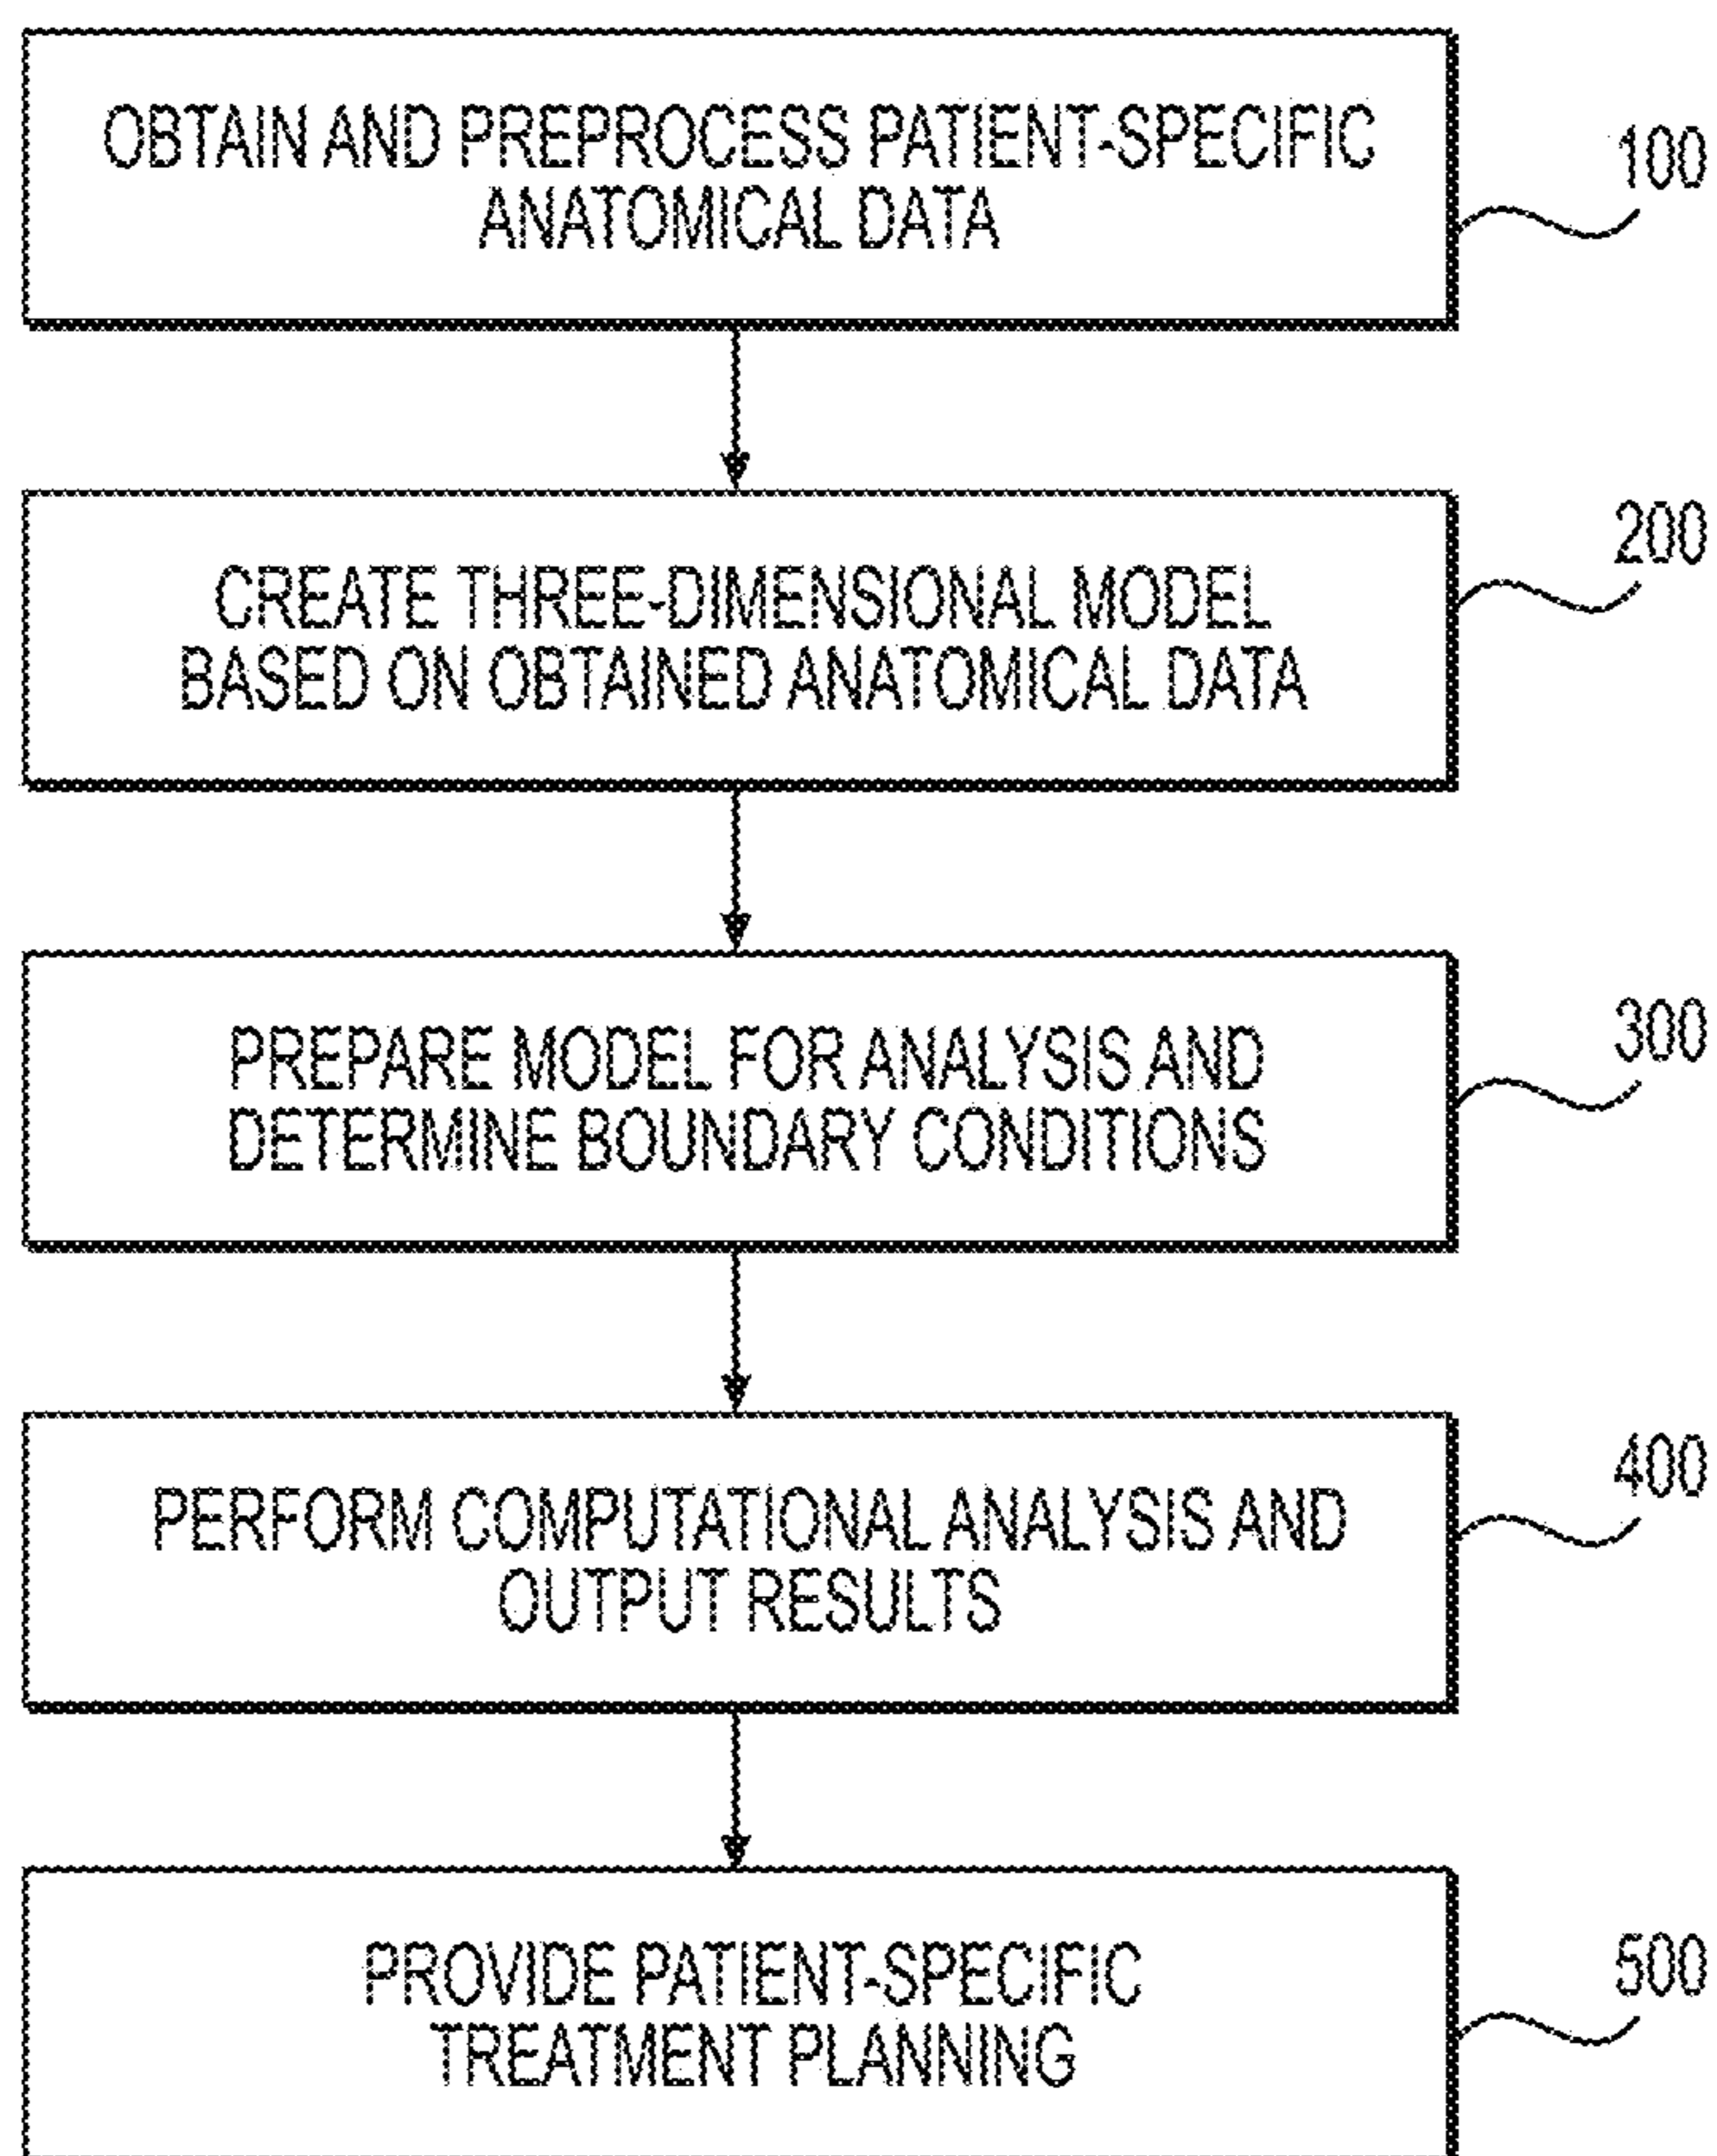 OBTAIN AND PREPROCESS PATIENT-SPECIFIC
ANATOMICAL DATA
100
CREATE THREE-DIMENSIONAL MODEL
BASED ON OBTAINED ANATOMICAL DATA
200
PREPARE MODEL FOR ANALYSIS AND
DETERMINE BOUNDARY CONDITIONS
300
PERFORM COMPUTATIONAL ANALYSIS AND
OUTPUT RESULTS
400
PROVIDE PATIENT-SPECIFIC
TREATMENT PLANNING
500